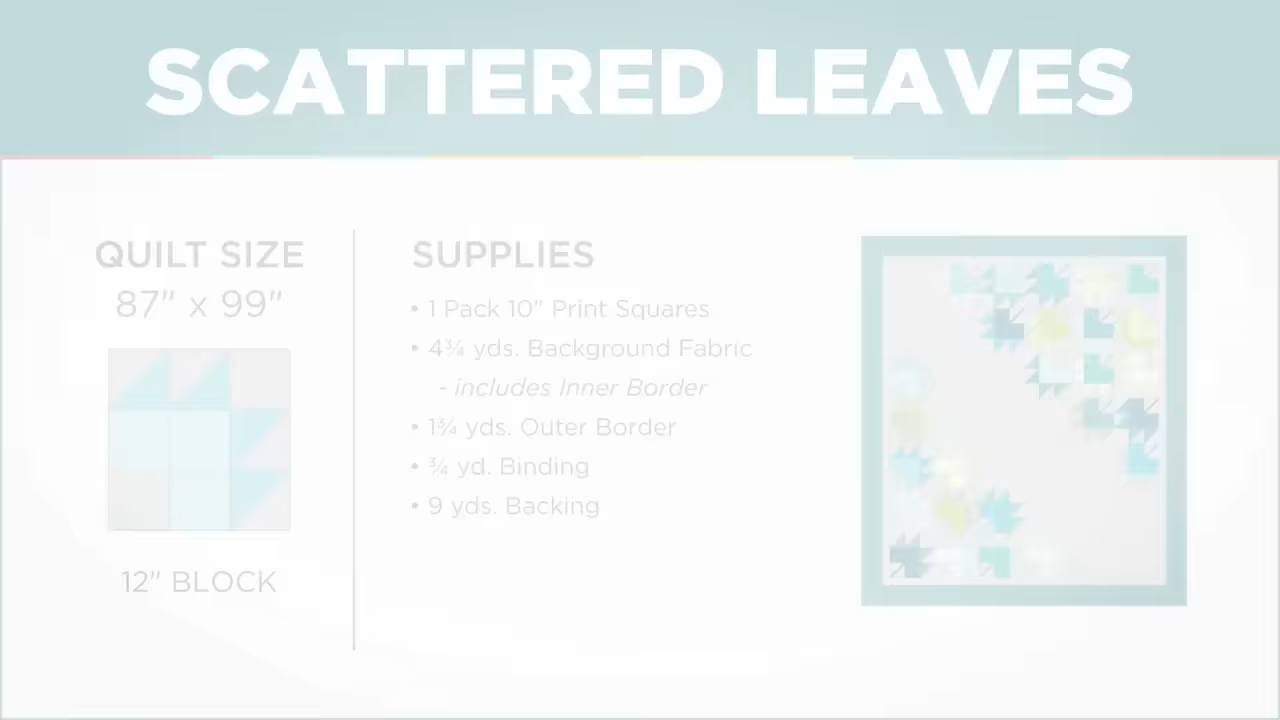 SCATTERED LEAVES
QUILT SIZE
87" x 99"
12" BLOCK
SUPPLIES
• 1 Pack 10" Print Squares
• 4¾ yds. Background Fabric
- includes Inner Border
• 1¾ yds. Outer Border
• ¾ yd. Binding
• 9 yds. Backing